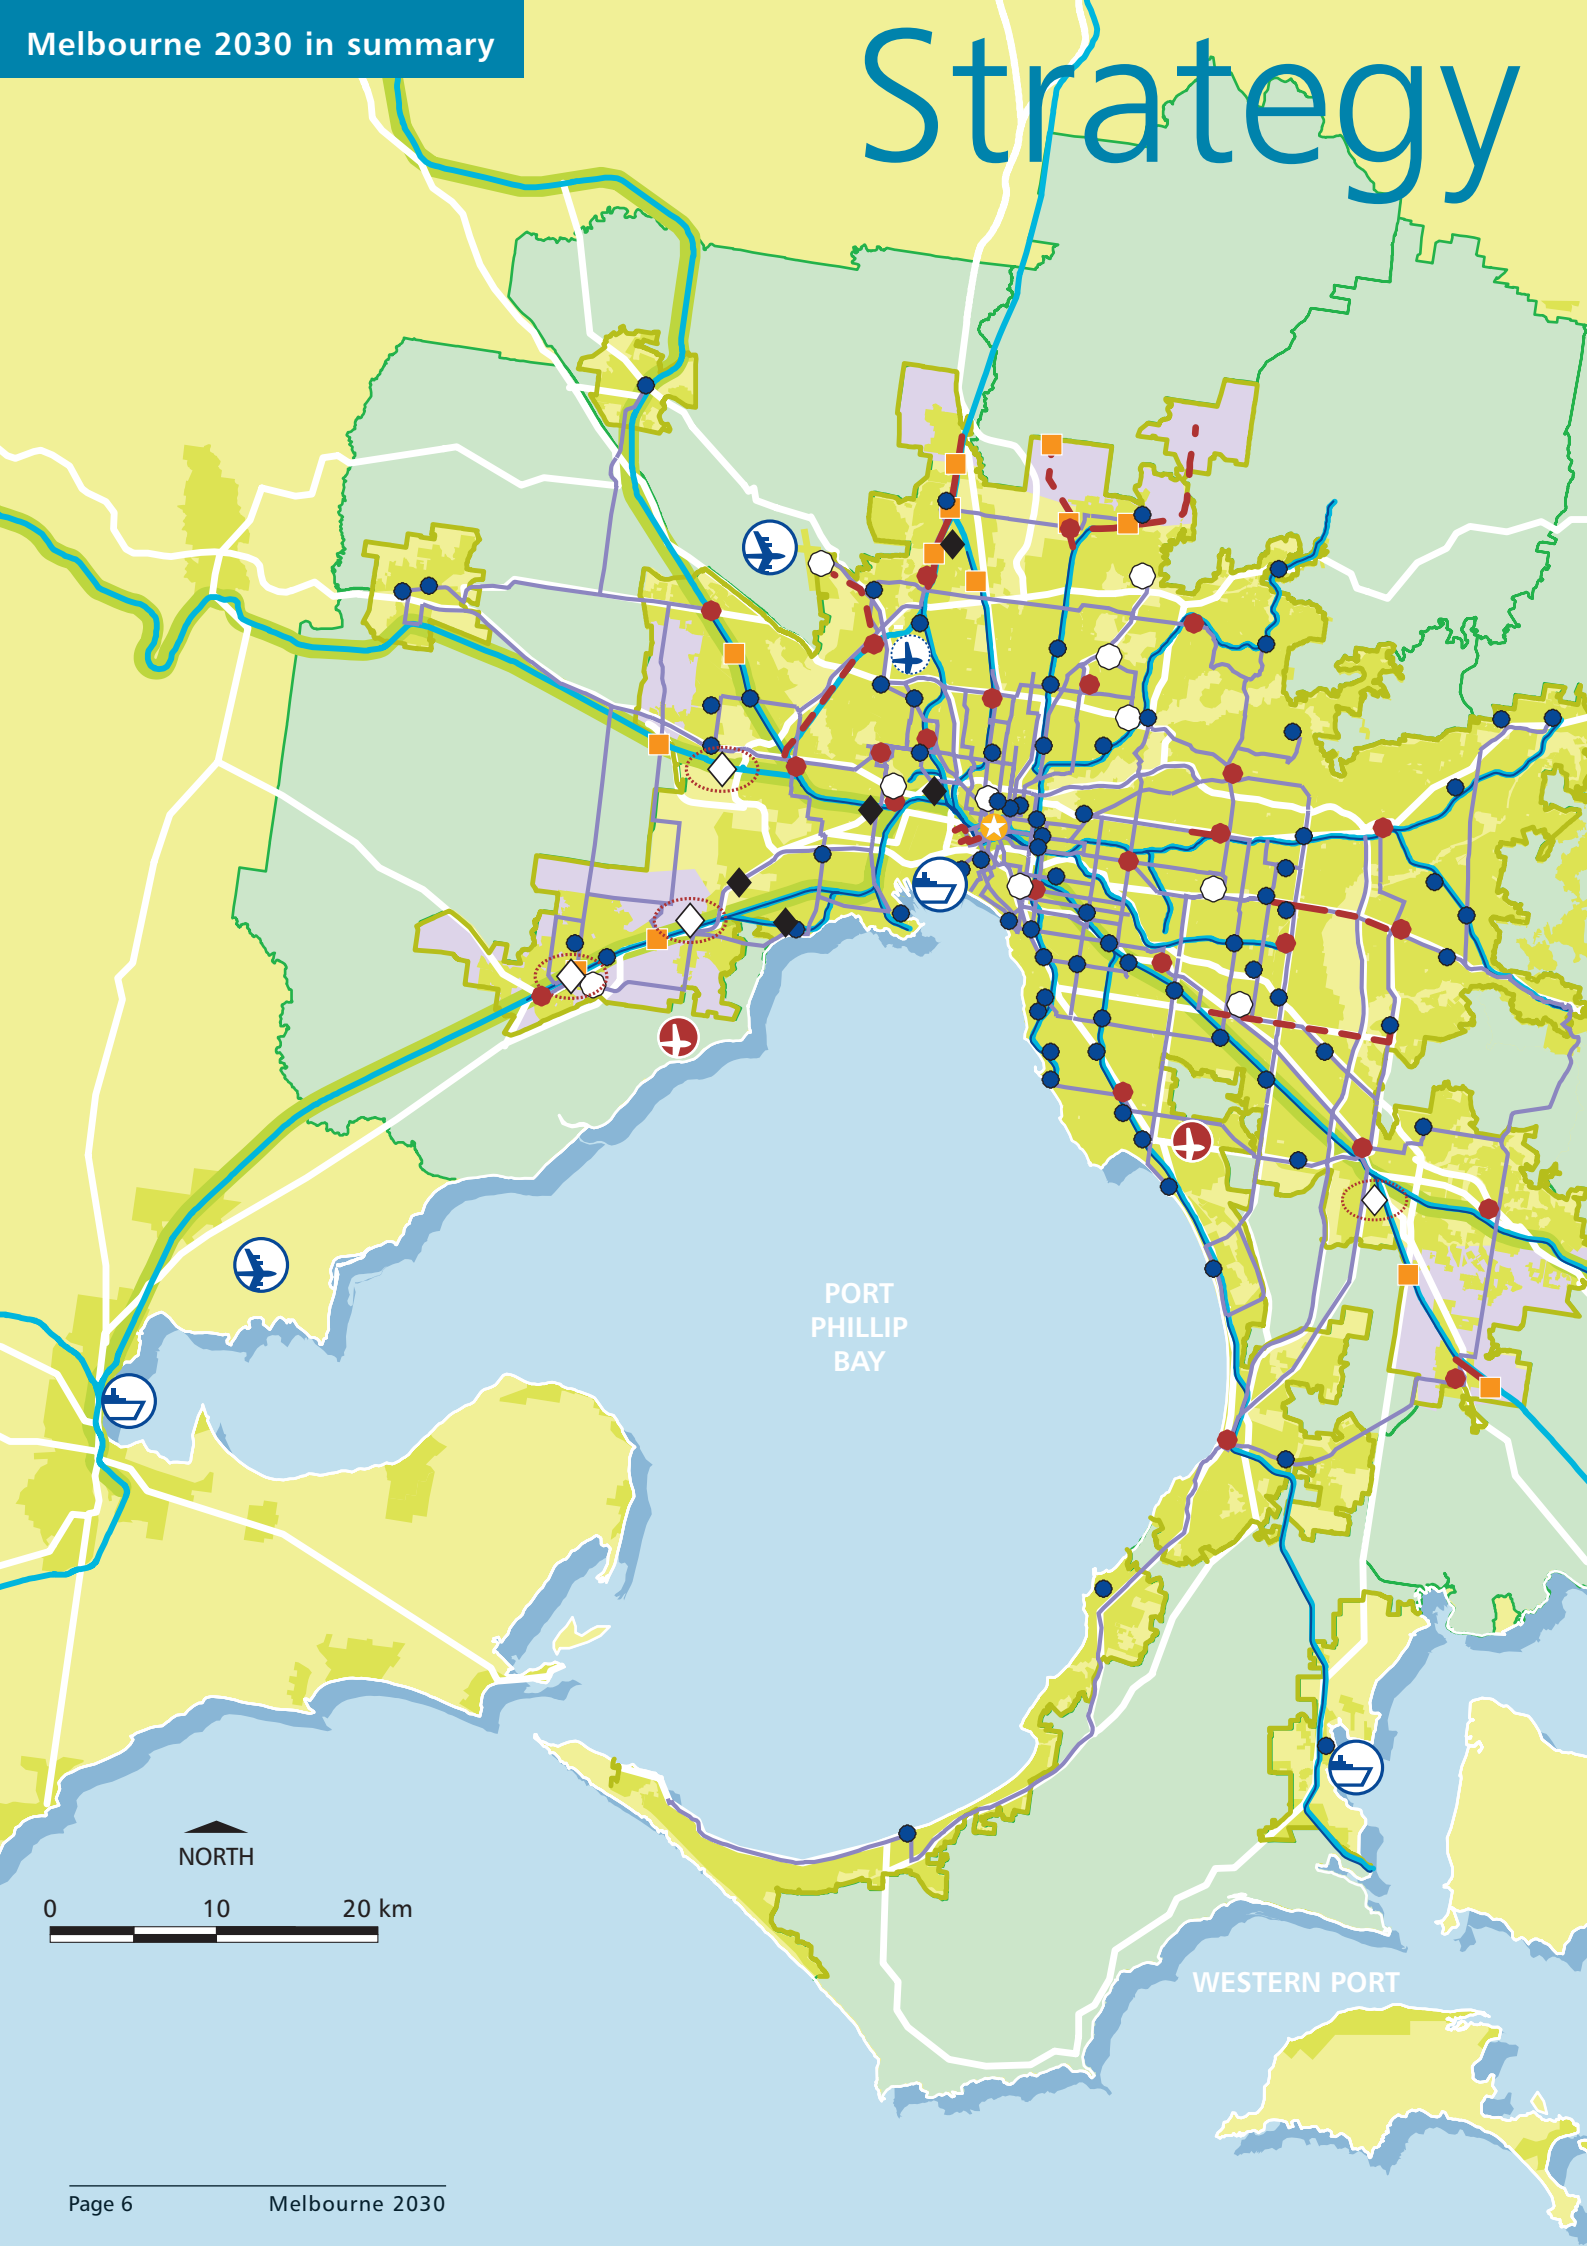 Melbourne 2030 in summary
Strategy
PORT
PHILLIP
BAY
NORTH
0 10 20 km
WESTERN PORT
Page 6 Melbourne 2030